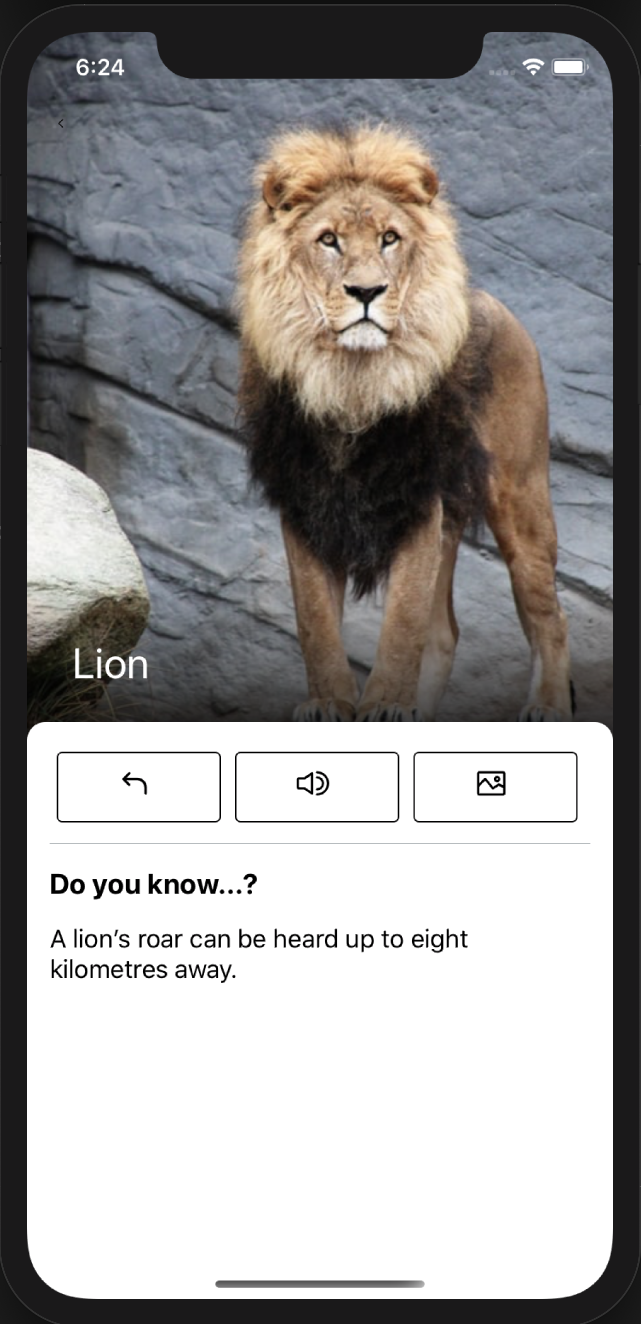 6:24
Lion
Do you know...?
A lion’s roar can be heard up to eight
kilometres away.